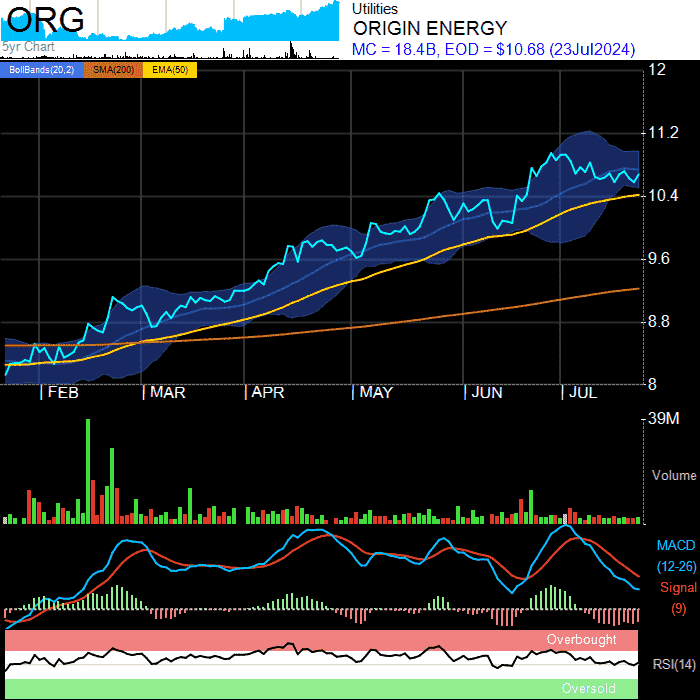 ORG
5yr Chart
Utilities
ORIGIN ENERGY
MC = 18.4B, EOD = $10.68 (23Jul2024)
BollBands(20,2) SMA(200) EMA(50)
12
11.2
10.4
9.6
8.8
8
FEB MAR APR MAY JUN JUL
39M
Volume
MACD
(12-26)
Signal
(9)
Overbought
RSI(14)
Oversold